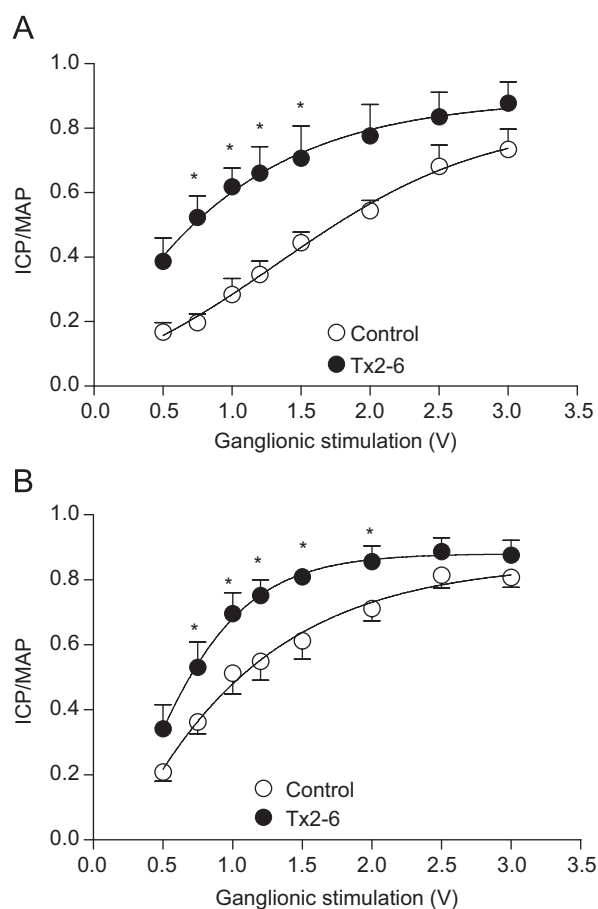 A
1.0
0.8
0.6
0.4
0.2
0.0
ICP/MAP
* * * *
Control
Tx2-6
0.0 0.5 1.0 1.5 2.0 2.5 3.0 3.5
Ganglionic stimulation (V)
B
1.0
0.8
0.6
0.4
0.2
0.0
ICP/MAP
* * * * *
Control
Tx2-6
0.0 0.5 1.0 1.5 2.0 2.5 3.0 3.5
Ganglionic stimulation (V)